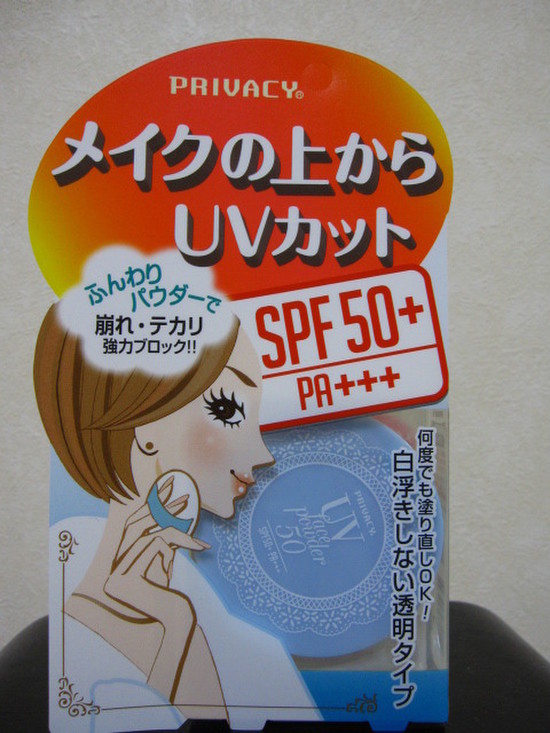 PRIVACY®
メイクの上から
UVカット
ふんわり
パウダーで
崩れ・テカリ
強力ブロック!!
SPF 50+
PA+++
何度でも塗り直しOK!
白浮きしない透明タイプ
PRIVACY
UV
face
powder
50
SPF50+ PA+++